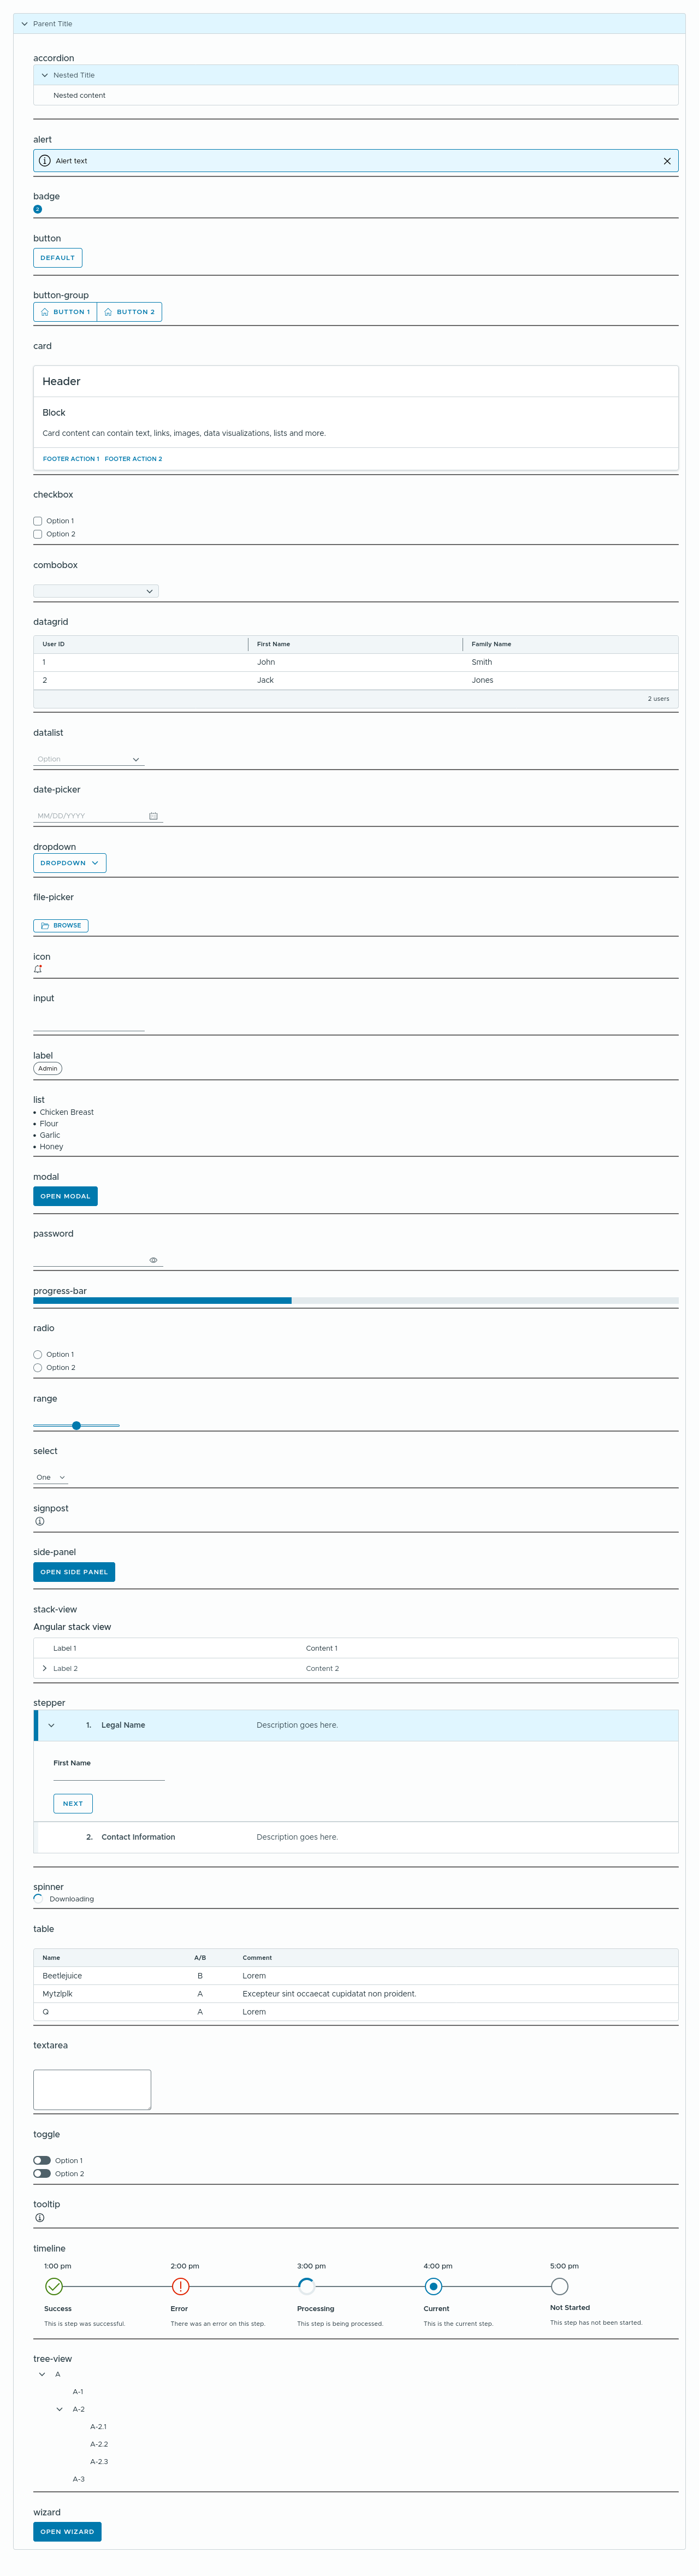 Parent Title
accordion
Nested Title
Nested content
alert
Alert text
badge
2
button
DEFAULT
button-group
BUTTON 1 BUTTON 2
card
Header
Block
Card content can contain text, links, images, data visualizations, lists and more.
FOOTER ACTION 1 FOOTER ACTION 2
checkbox
Option 1
Option 2
combobox
datagrid
User ID First Name Family Name
1 John Smith
2 Jack Jones
2 users
datalist
Option
date-picker
MM/DD/YYYY
dropdown
DROPDOWN
file-picker
BROWSE
icon
input
label
Admin
list
• Chicken Breast
• Flour
• Garlic
• Honey
modal
OPEN MODAL
password
progress-bar
radio
Option 1
Option 2
range
select
One
signpost
side-panel
OPEN SIDE PANEL
stack-view
Angular stack view
Label 1 Content 1
Label 2 Content 2
stepper
1. Legal Name Description goes here.
First Name
NEXT
2. Contact Information Description goes here.
spinner
Downloading
table
Name A/B Comment
Beetlejuice B Lorem
Mytzlplk A Excepteur sint occaecat cupidatat non proident.
Q A Lorem
textarea
toggle
Option 1
Option 2
tooltip
timeline
1:00 pm 2:00 pm 3:00 pm 4:00 pm 5:00 pm
Success Error Processing Current Not Started
This is step was successful. There was an error on this step. This step is being processed. This is the current step. This step has not been started.
tree-view
A
A-1
A-2
A-2.1
A-2.2
A-2.3
A-3
wizard
OPEN WIZARD